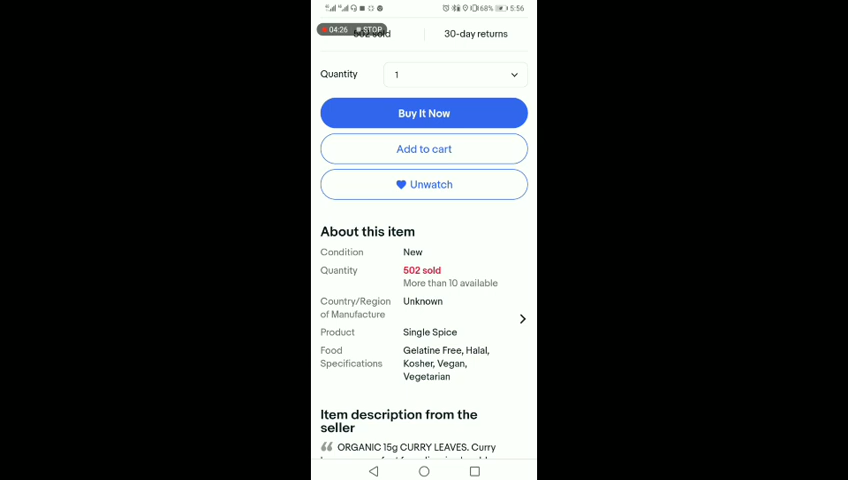 68% 5:56
04:26 STOP
502 sold 30-day returns
Quantity 1
Buy It Now
Add to cart
Unwatch
About this item
Condition New
Quantity 502 sold
More than 10 available
Country/Region Unknown
of Manufacture
Product Single Spice
Food Gelatine Free, Halal,
Specifications Kosher, Vegan,
Vegetarian
Item description from the
seller
ORGANIC 15g CURRY LEAVES. Curry